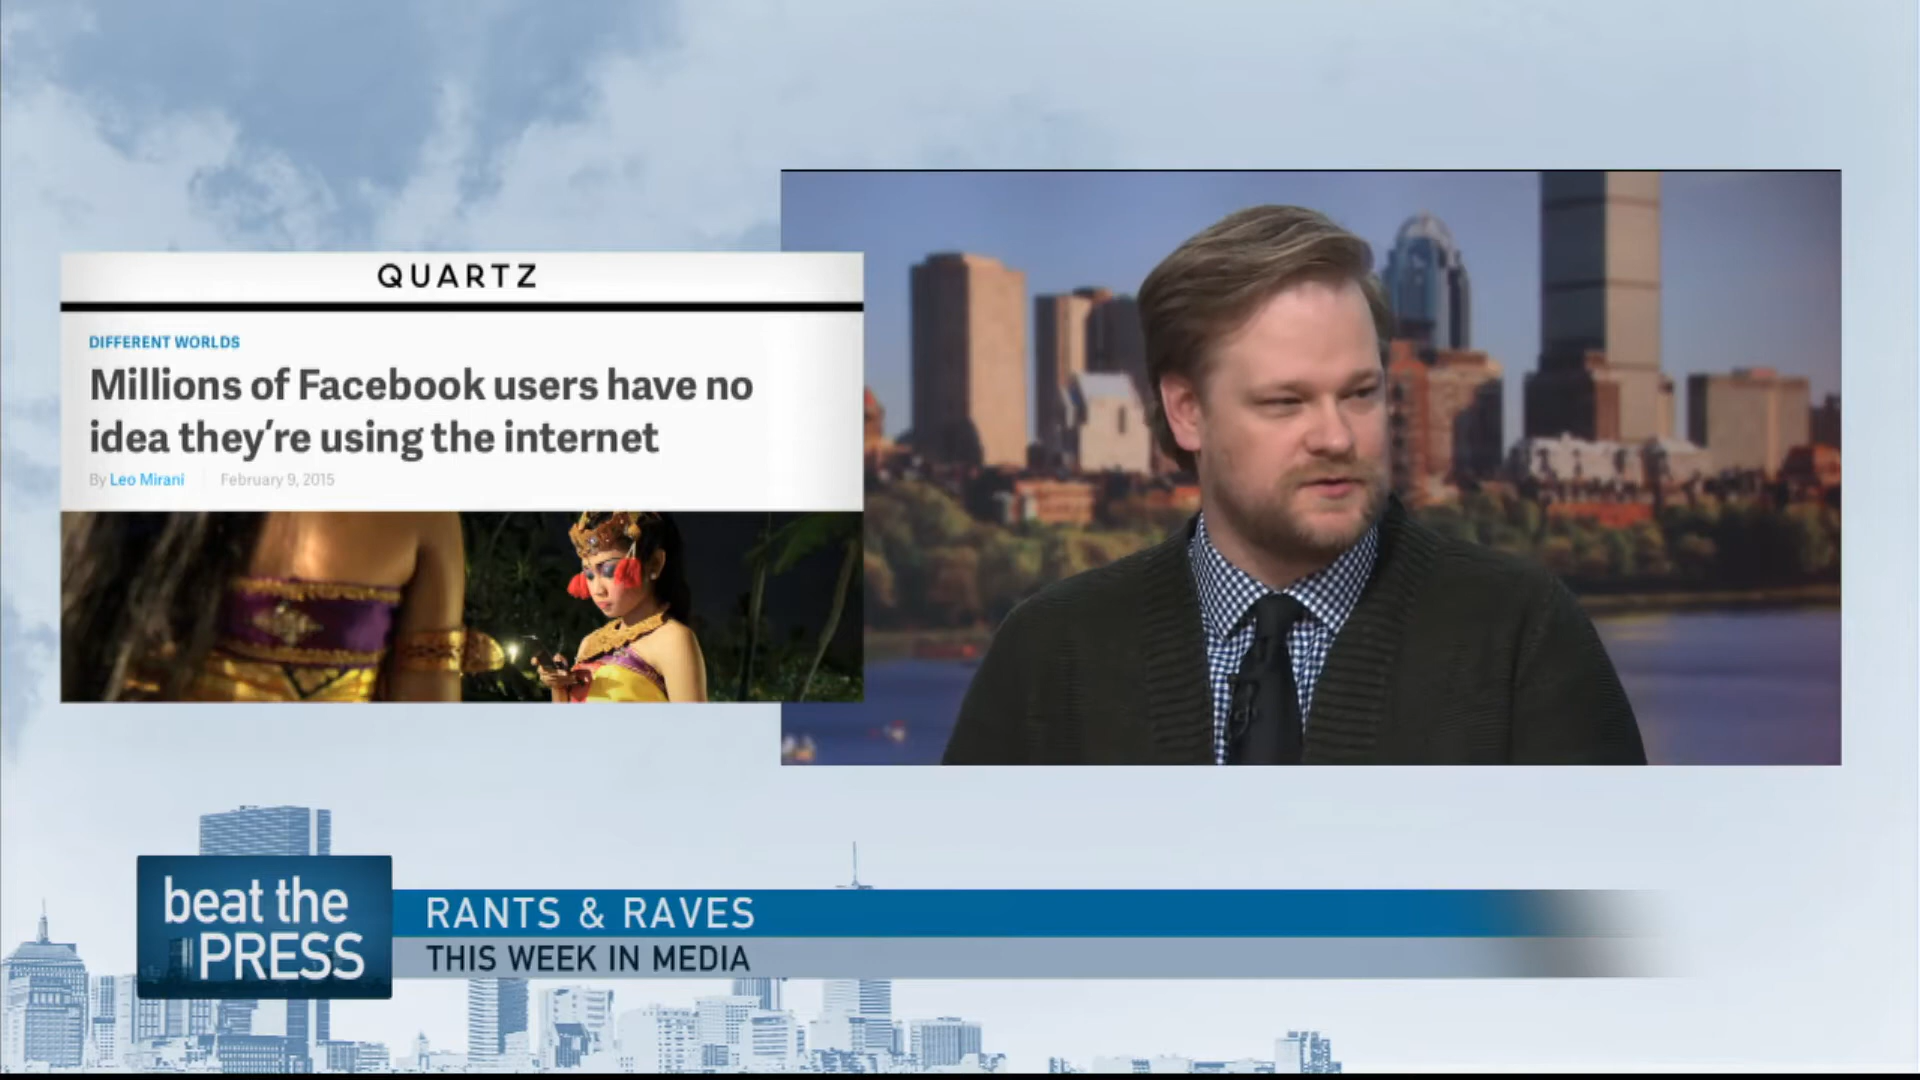 QUARTZ
DIFFERENT WORLDS
Millions of Facebook users have no
idea they're using the internet
By Leo Mirani February 9, 2015
beat the
PRESS
RANTS & RAVES
THIS WEEK IN MEDIA